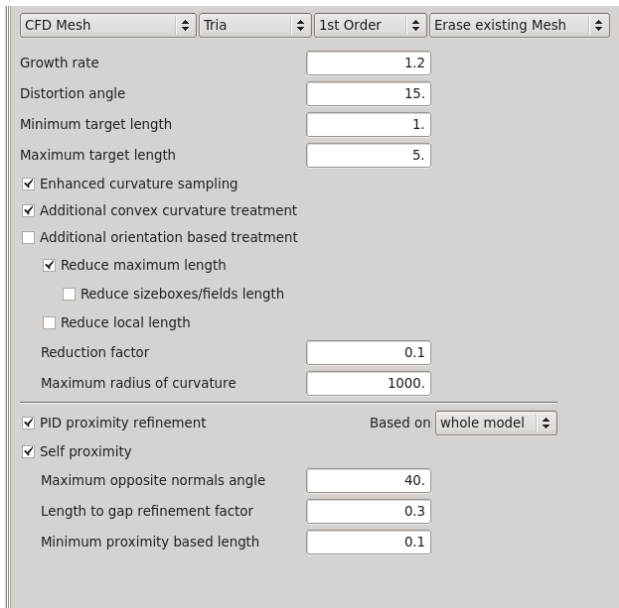 CFD Mesh Tria 1st Order Erase existing Mesh
Growth rate 1.2
Distortion angle 15.
Minimum target length 1.
Maximum target length 5.
Enhanced curvature sampling
Additional convex curvature treatment
Additional orientation based treatment
Reduce maximum length
Reduce sizeboxes/fields length
Reduce local length
Reduction factor 0.1
Maximum radius of curvature 1000.
PID proximity refinement Based on whole model
Self proximity
Maximum opposite normals angle 40.
Length to gap refinement factor 0.3
Minimum proximity based length 0.1